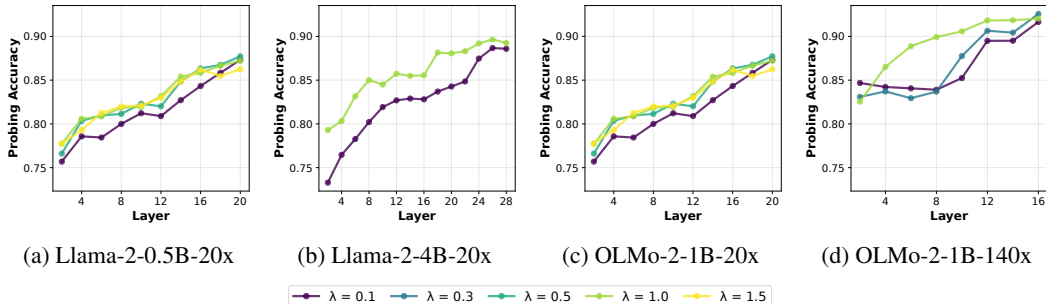 0.90
0.85
0.80
0.75
Probing Accuracy
4 8 12 16 20
Layer
(a) Llama-2-0.5B-20x
0.90
0.85
0.80
0.75
Probing Accuracy
4 8 12 16 20 24 28
Layer
(b) Llama-2-4B-20x
0.90
0.85
0.80
0.75
Probing Accuracy
4 8 12 16 20
Layer
(c) OLMo-2-1B-20x
0.90
0.85
0.80
0.75
Probing Accuracy
4 8 12 16
Layer
(d) OLMo-2-1B-140x
λ = 0.1 λ = 0.3 λ = 0.5 λ = 1.0 λ = 1.5